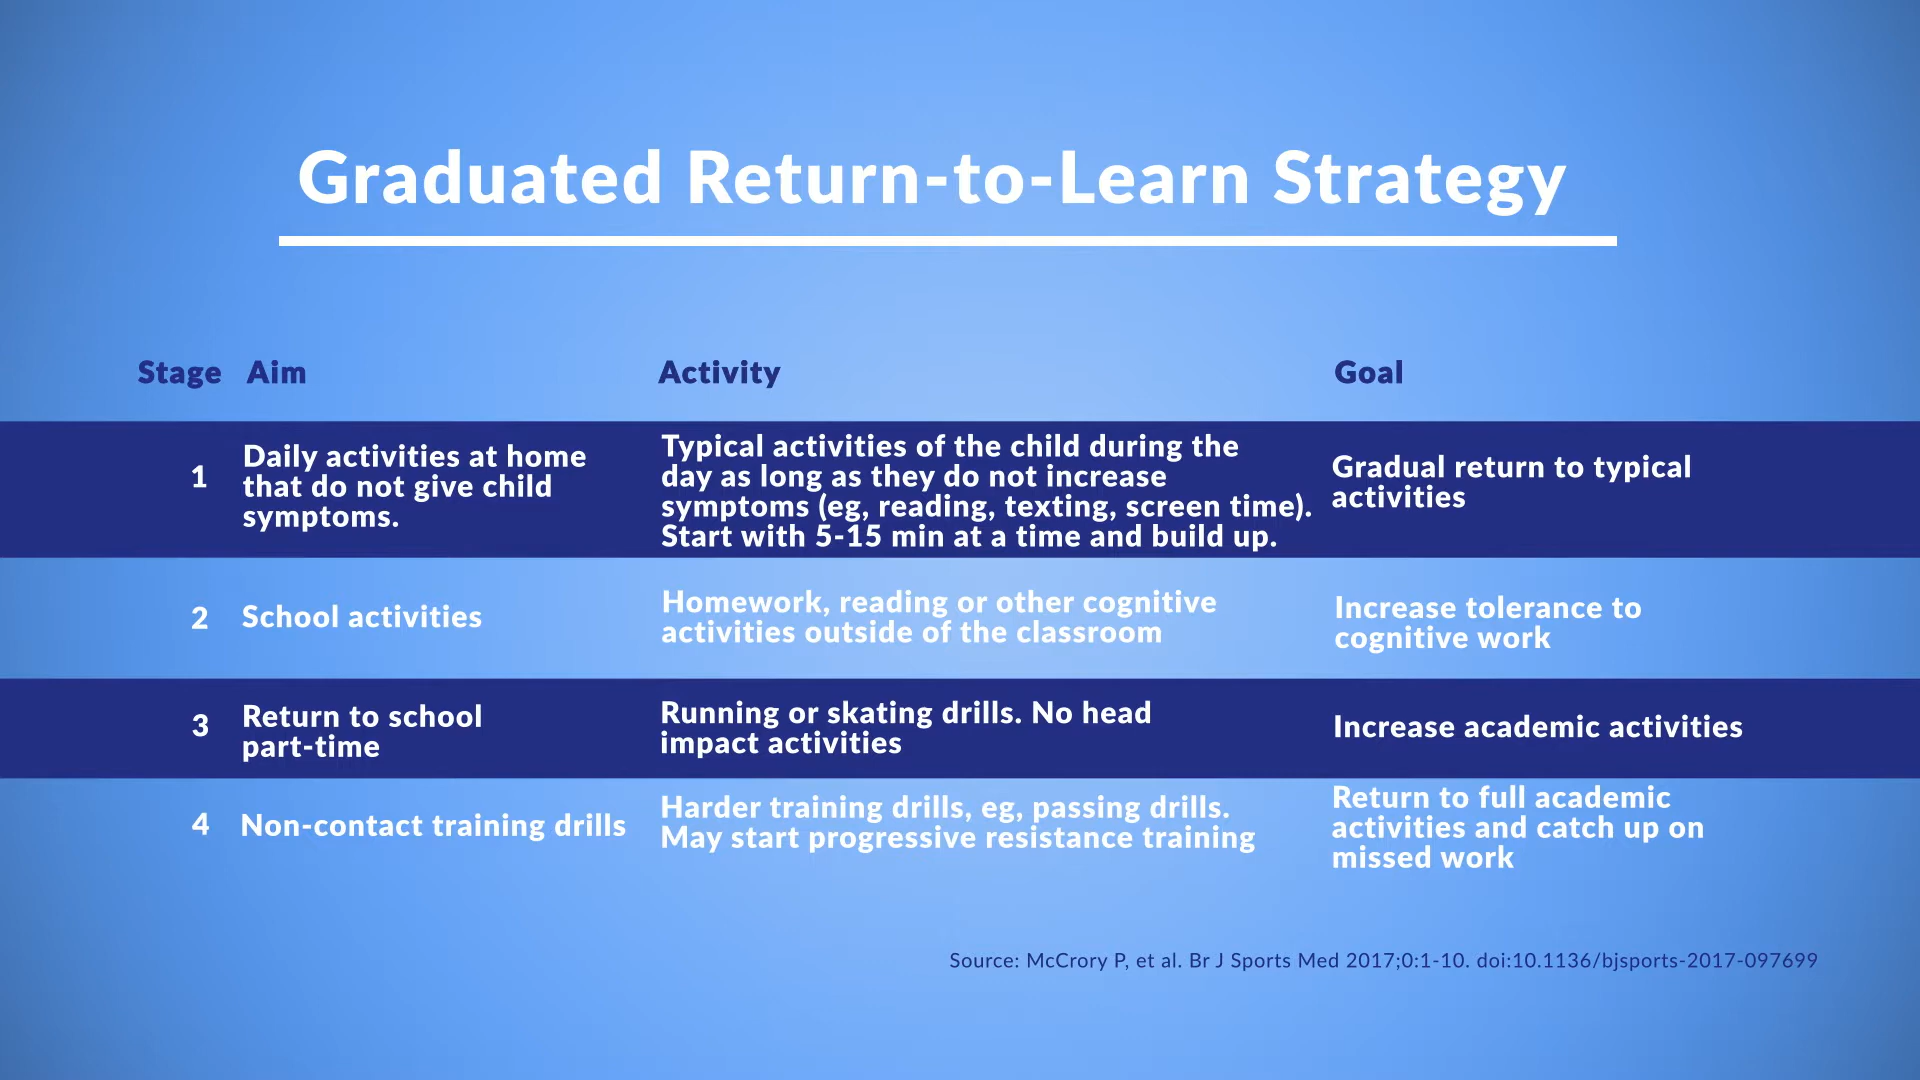 Graduated Return-to-Learn Strategy
Stage Aim Activity Goal
1
Daily activities at home
that do not give child
symptoms.
Typical activities of the child during the
day as long as they do not increase
symptoms (eg, reading, texting, screen time).
Start with 5-15 min at a time and build up.
Gradual return to typical
activities
2
School activities
Homework, reading or other cognitive
activities outside of the classroom
Increase tolerance to
cognitive work
3
Return to school
part-time
Running or skating drills. No head
impact activities
Increase academic activities
4
Non-contact training drills
Harder training drills, eg, passing drills.
May start progressive resistance training
Return to full academic
activities and catch up on
missed work
Source: McCrory P, et al. Br J Sports Med 2017;0:1-10. doi:10.1136/bjsports-2017-097699